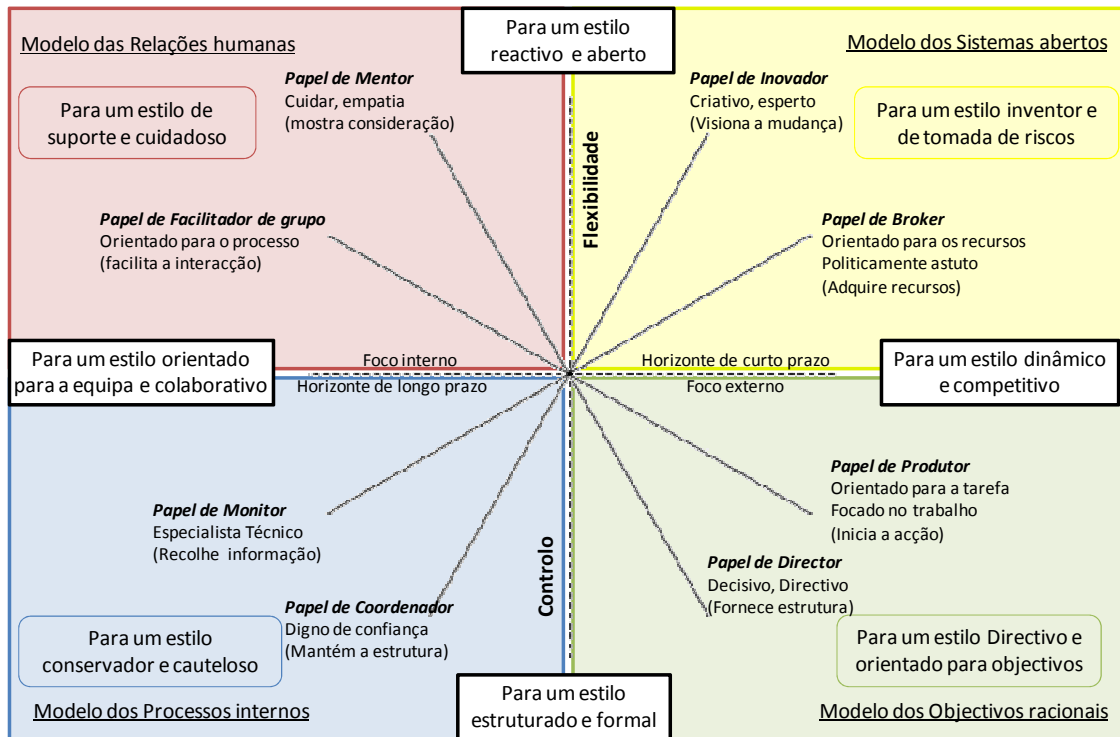 Para um estilo
reactivo e aberto
Modelo das Relações humanas
Modelo dos Sistemas abertos
Papel de Mentor
Cuidar, empatia
(mostra consideração)
Papel de Inovador
Criativo, esperto
(Visiona a mudança)
Para um estilo de
suporte e cuidadoso
Para um estilo inventor e
de tomada de riscos
Flexibilidade
Papel de Facilitador de grupo
Orientado para o processo
(facilita a interacção)
Papel de Broker
Orientado para os recursos
Politicamente astuto
(Adquire recursos)
Para um estilo orientado
para a equipa e colaborativo
Foco interno
Horizonte de longo prazo
Horizonte de curto prazo
Foco externo
Para um estilo dinâmico
e competitivo
Papel de Monitor
Especialista Técnico
(Recolhe informação)
Papel de Produtor
Orientado para a tarefa
Focado no trabalho
(Inicia a acção)
Controlo
Papel de Coordenador
Digno de confiança
(Mantém a estrutura)
Papel de Director
Decisivo, Directivo
(Fornece estrutura)
Para um estilo
conservador e cauteloso
Para um estilo Directivo e
orientado para objectivos
Para um estilo
estruturado e formal
Modelo dos Processos internos
Modelo dos Objectivos racionais